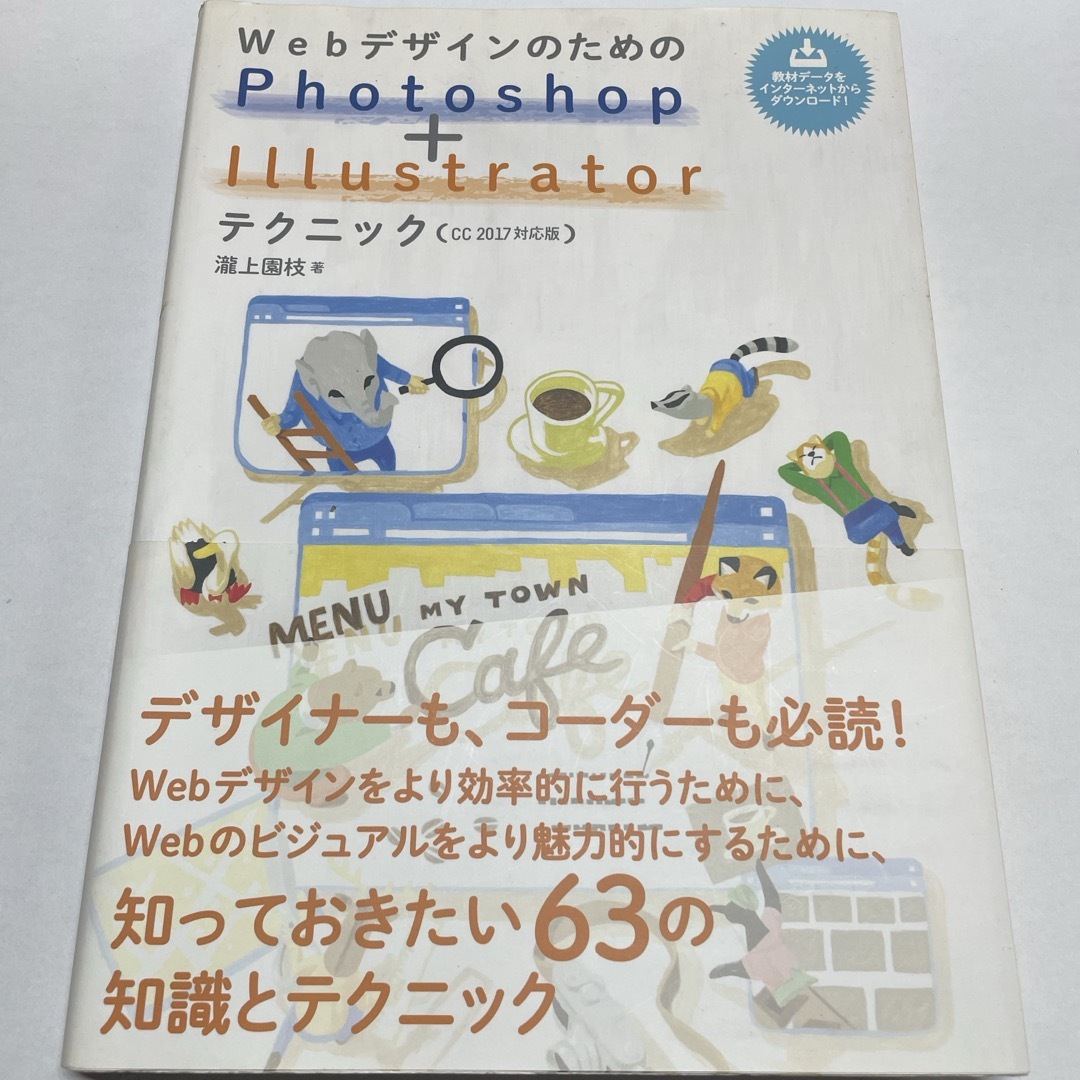 Webデザインのための
Photoshop
+
Illustrator
テクニック(CC 2017対応版)
瀧上園枝 著
教材データを
インターネットから
ダウンロード!
MENU MY TOWN
Cafe
デザイナーも、コーダーも必読!
Webデザインをより効率的に行うために、
Webのビジュアルをより魅力的にするために、
知っておきたい63の
知識とテクニック